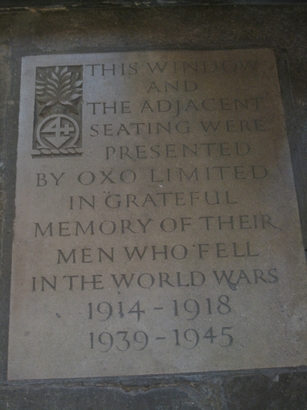 THIS WINDOW
AND
THE ADJACENT
SEATING WERE
PRESENTED
BY OXO LIMITED
IN GRATEFUL
MEMORY OF THEIR
MEN WHO FELL
IN THE WORLD WARS
1914-1918
1939-1945